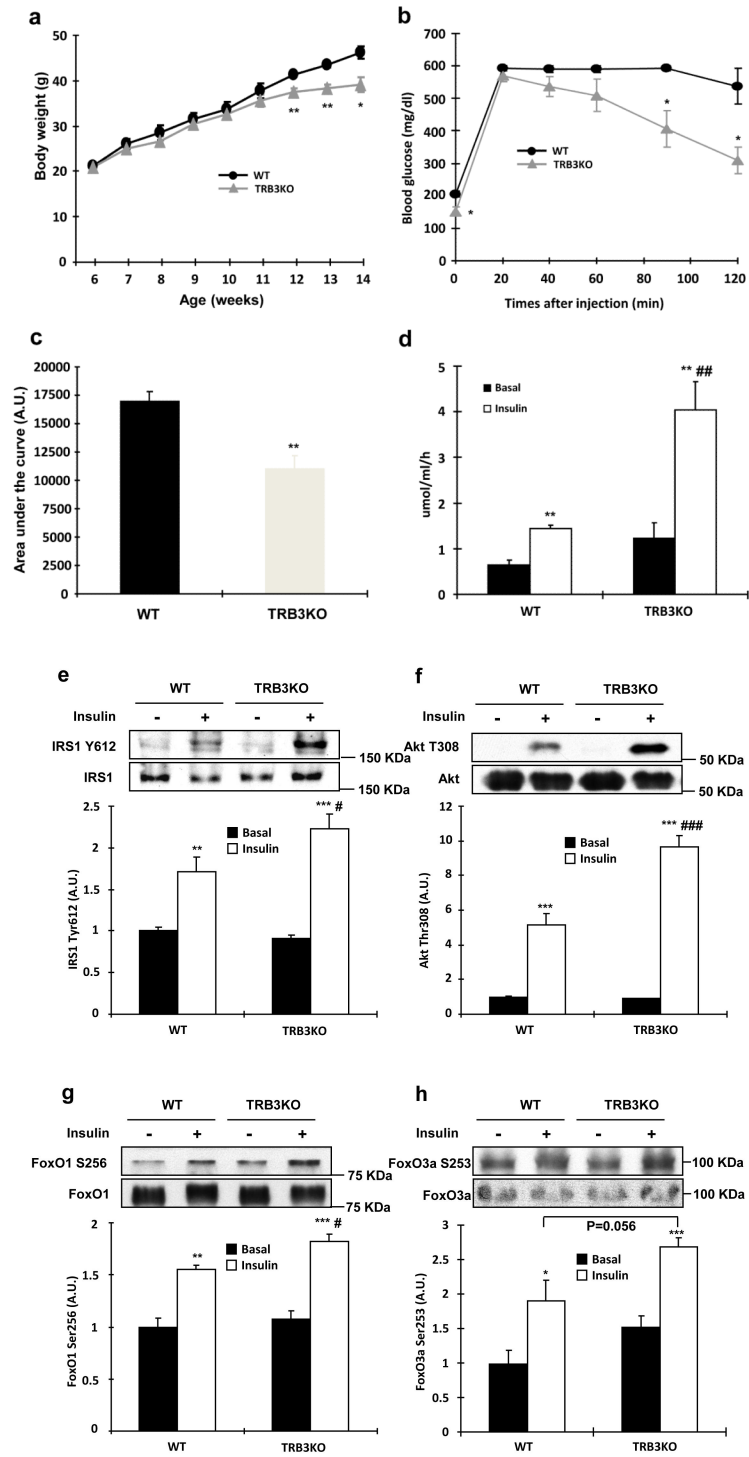 a
Body weight (g)
50
40
30
20
10
0
** ** *
WT
TRB3KO
6 7 8 9 10 11 12 13 14
Age (weeks)
b
Blood glucose (mg/dl)
700
600
500
400
300
200
100
0
*
*
*
WT
TRB3KO
0 20 40 60 80 100 120
Times after injection (min)
c
Area under the curve (A.U.)
20000
17500
15000
12500
10000
7500
5000
2500
0
**
WT TRB3KO
d
umol/ml/h
5
4
3
2
1
0
Basal
Insulin
**
** ##
WT TRB3KO
e
WT TRB3KO
Insulin - + - +
IRS1 Y612
150 KDa
IRS1
150 KDa
IRS1 Tyr612 (A.U.)
2.5
2
1.5
1
0.5
0
Basal
Insulin
**
*** #
WT TRB3KO
f
WT TRB3KO
Insulin - + - +
Akt T308
50 KDa
Akt
50 KDa
Akt Thr308 (A.U.)
12
10
8
6
4
2
0
Basal
Insulin
***
*** ###
WT TRB3KO
g
WT TRB3KO
Insulin - + - +
FoxO1 S256
75 KDa
FoxO1
75 KDa
FoxO1 Ser256 (A.U.)
2
1.5
1
0.5
0
Basal
Insulin
**
*** #
WT TRB3KO
h
WT TRB3KO
Insulin - + - +
FoxO3a S253
100 KDa
FoxO3a
100 KDa
FoxO3a Ser253 (A.U.)
3
2.5
2
1.5
1
0.5
0
P=0.056
Basal
Insulin
*
***
WT TRB3KO